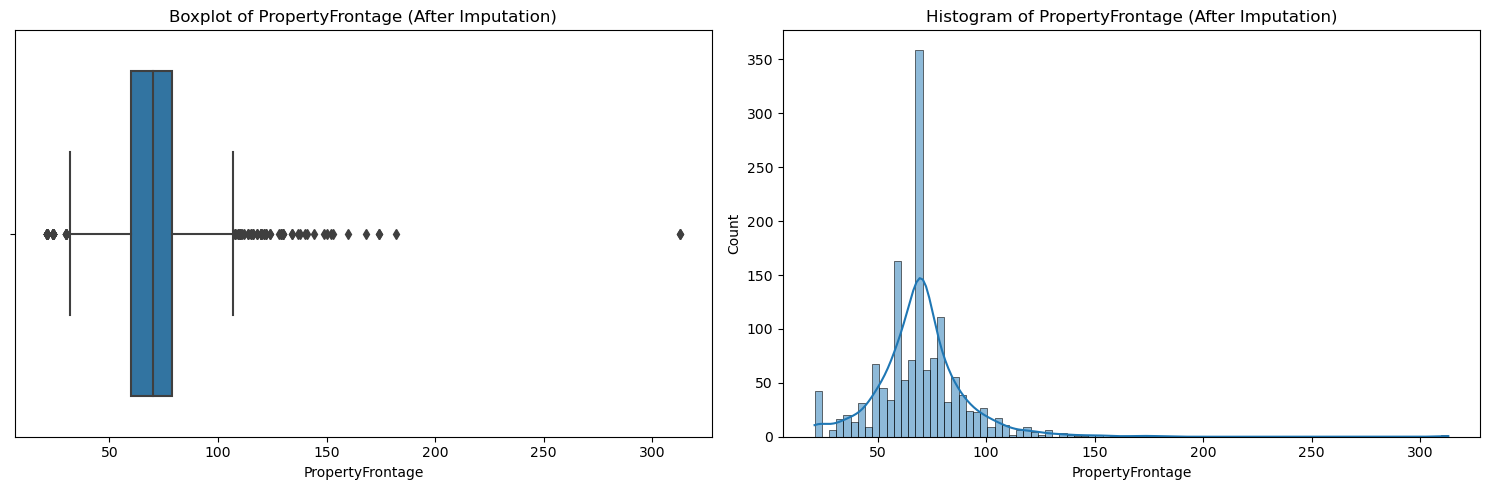 Boxplot of PropertyFrontage (After Imputation)
50 100 150 200 250 300
PropertyFrontage
Histogram of PropertyFrontage (After Imputation)
350
300
250
200
150
100
50
0
Count
50 100 150 200 250 300
PropertyFrontage